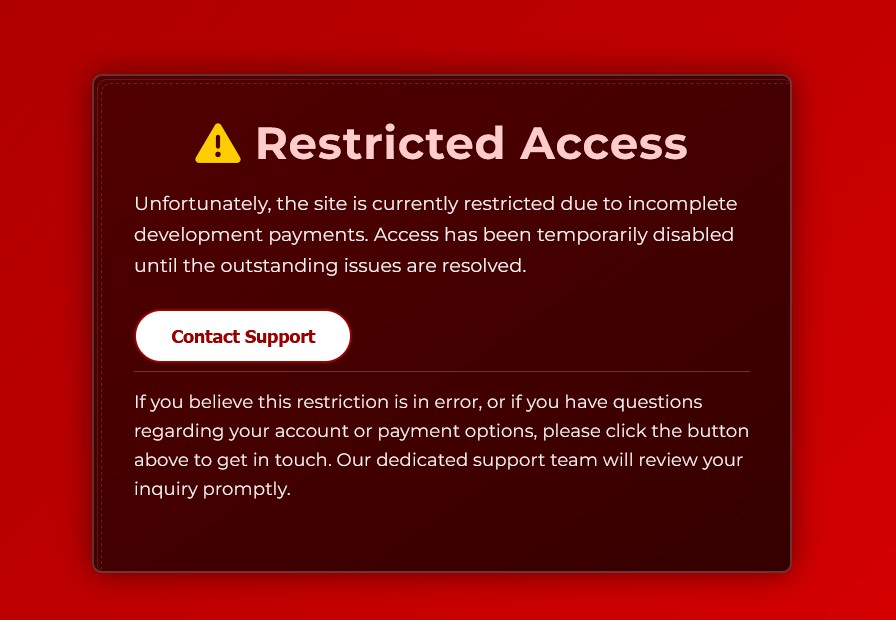 Restricted Access
Unfortunately, the site is currently restricted due to incomplete
development payments. Access has been temporarily disabled
until the outstanding issues are resolved.
Contact Support
If you believe this restriction is in error, or if you have questions
regarding your account or payment options, please click the button
above to get in touch. Our dedicated support team will review your
inquiry promptly.